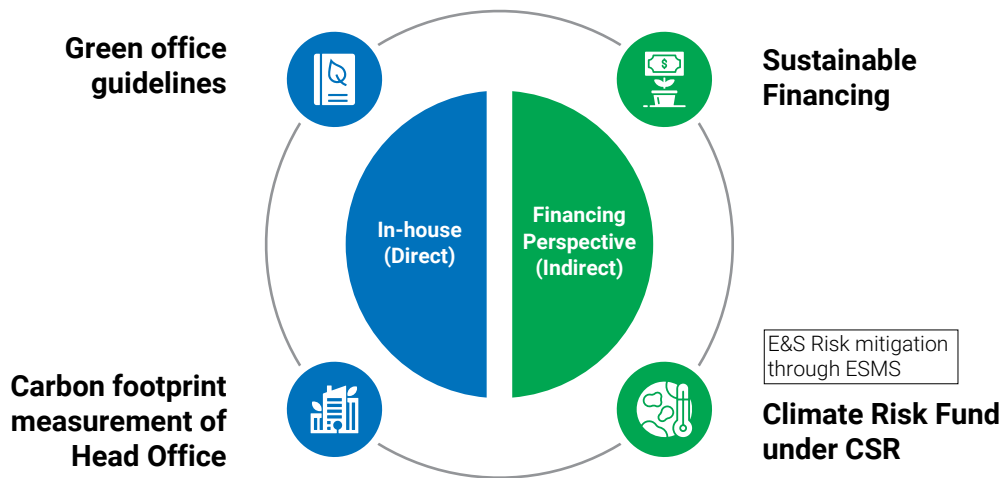 Green office
guidelines
Sustainable
Financing
In-house
(Direct)
Financing
Perspective
(Indirect)
Carbon footprint
measurement of
Head Office
E&S Risk mitigation
through ESMS
Climate Risk Fund
under CSR
$